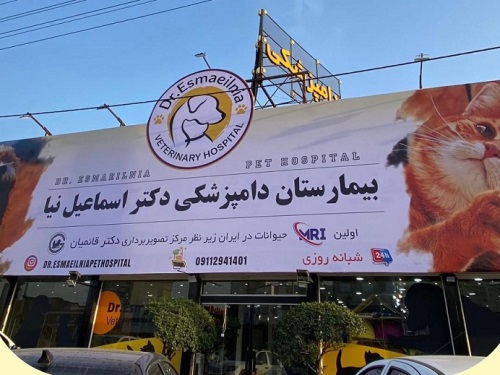 دامپزشکی
Dr.Esmaeilnia
VETERINARY HOSPITAL
DR. ESMAEILNIA
PET HOSPITAL
بیمارستان دامپزشکی دکتر اسماعیل نیا
اولین MRI حیوانات در ایران زیر نظر مرکز تصویربرداری دکتر قائمیان
24h شبانه روزی
09112941401
DR.ESMAEILNIAPETHOSPITAL